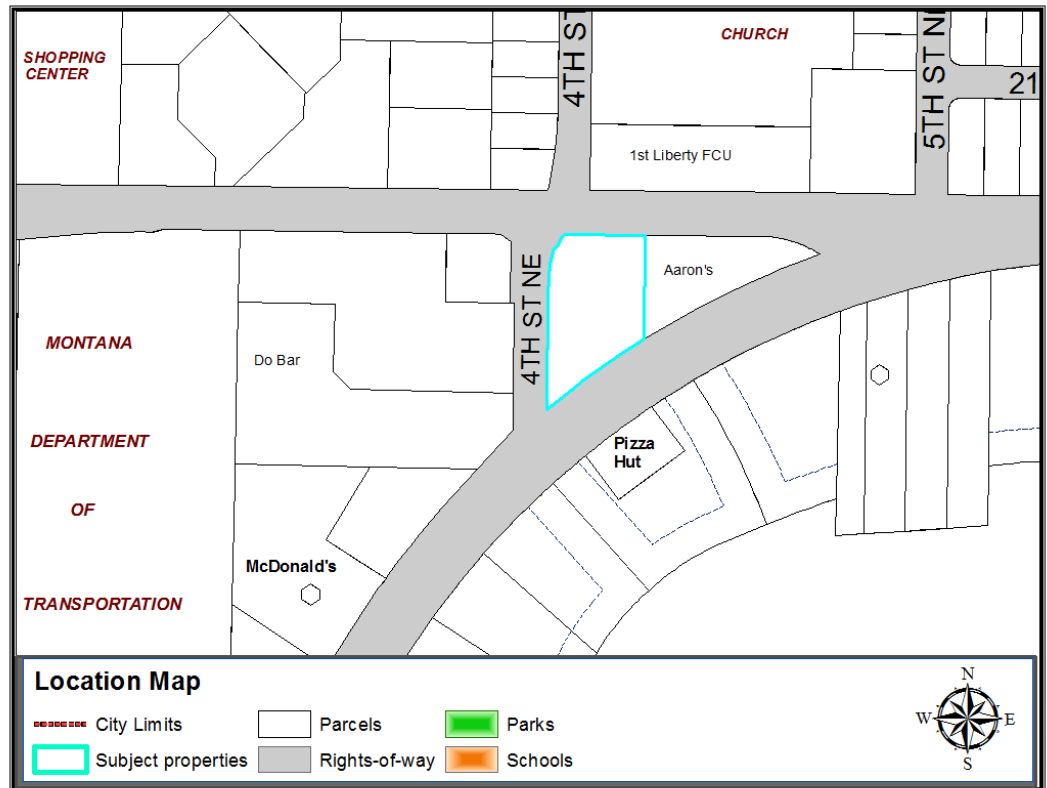 SHOPPING
CENTER
4TH ST
CHURCH
5TH ST N
21
1st Liberty FCU
4TH ST NE
Aaron's
MONTANA
Do Bar
DEPARTMENT
Pizza
Hut
OF
McDonald's
TRANSPORTATION
Location Map
City Limits
Parcels
Parks
Subject properties
Rights-of-way
Schools
N
W
E
S